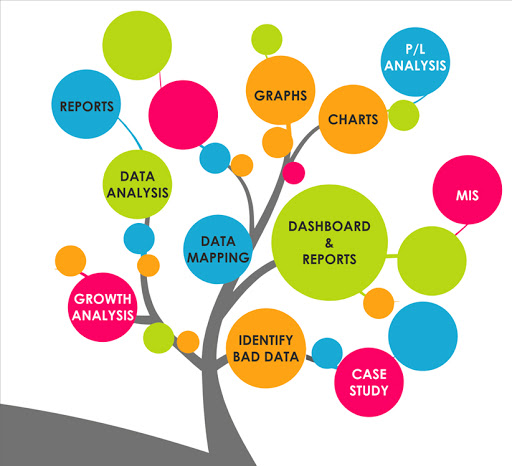 P/L
ANALYSIS
REPORTS
GRAPHS
CHARTS
DATA
ANALYSIS
MIS
DASHBOARD
&
REPORTS
DATA
MAPPING
GROWTH
ANALYSIS
IDENTIFY
BAD DATA
CASE
STUDY